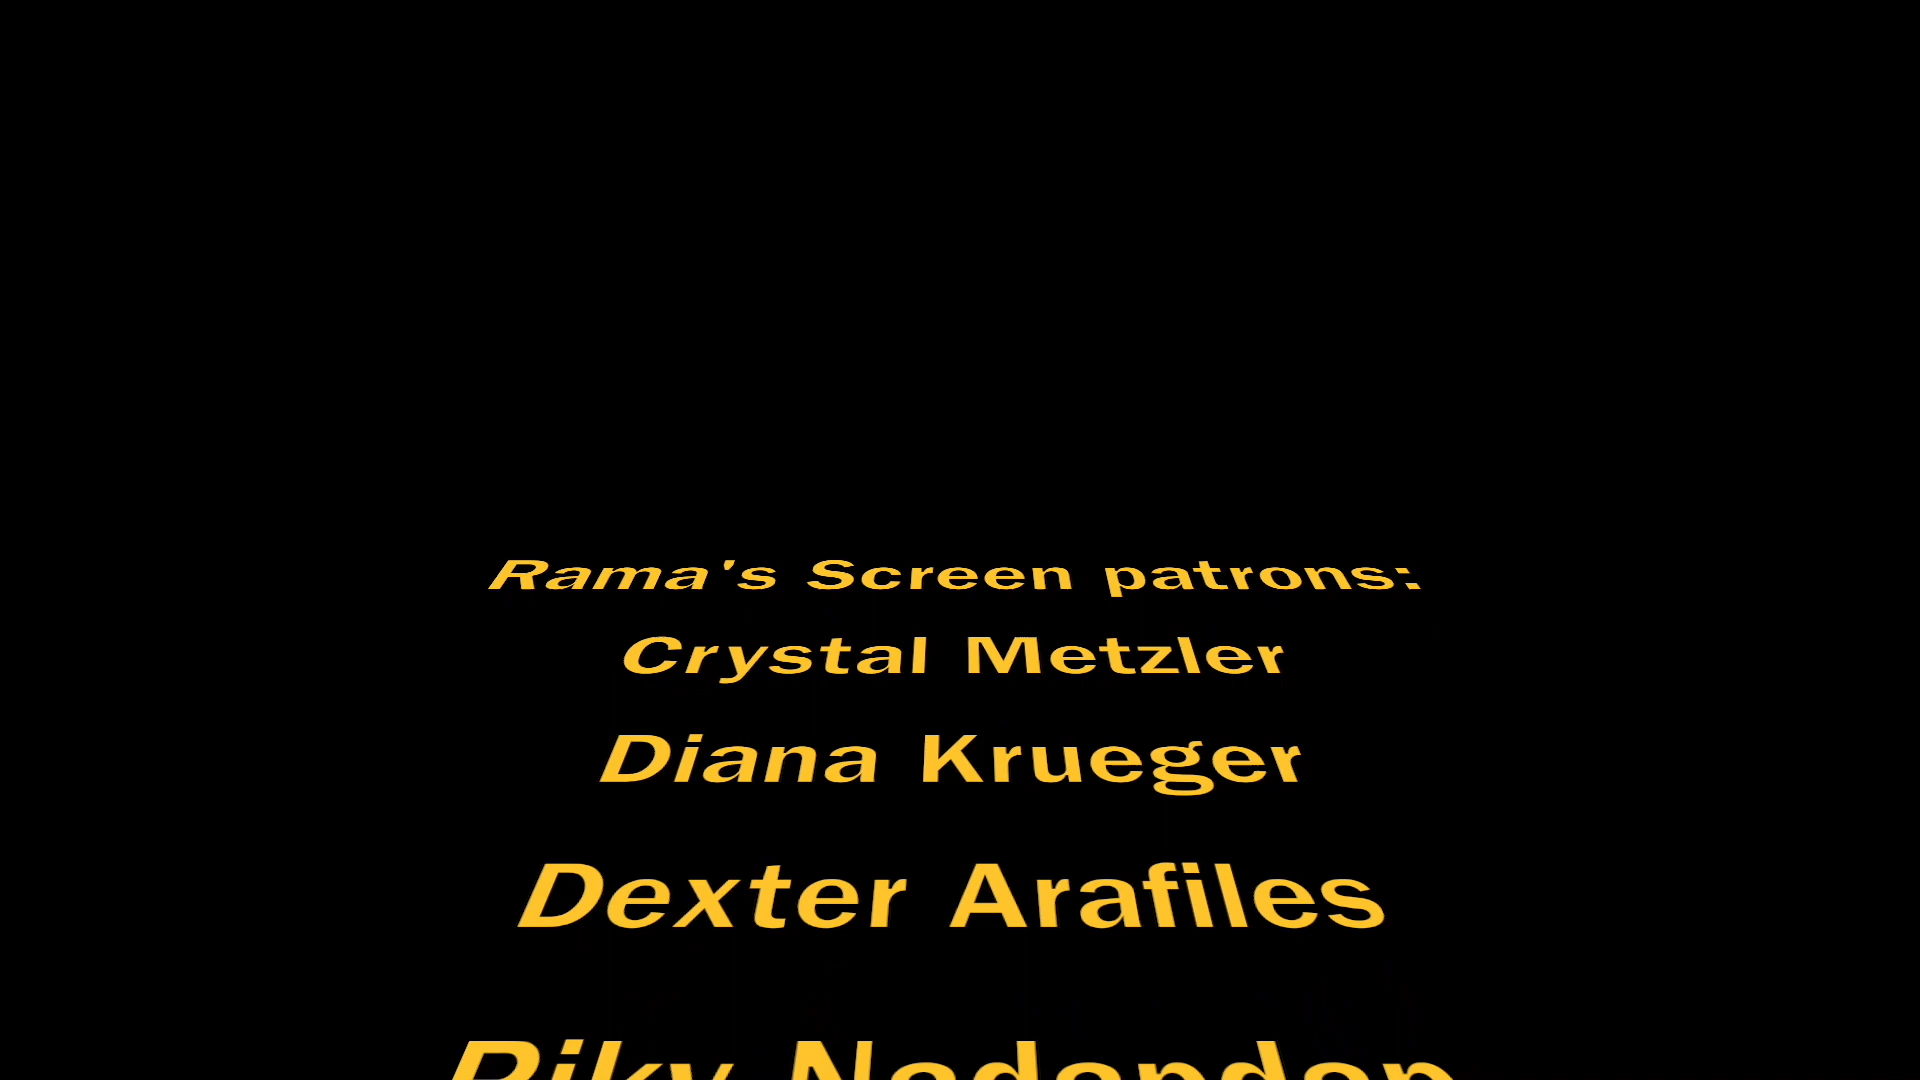 Rama's Screen patrons:
Crystal Metzler
Diana Krueger
Dexter Arafiles